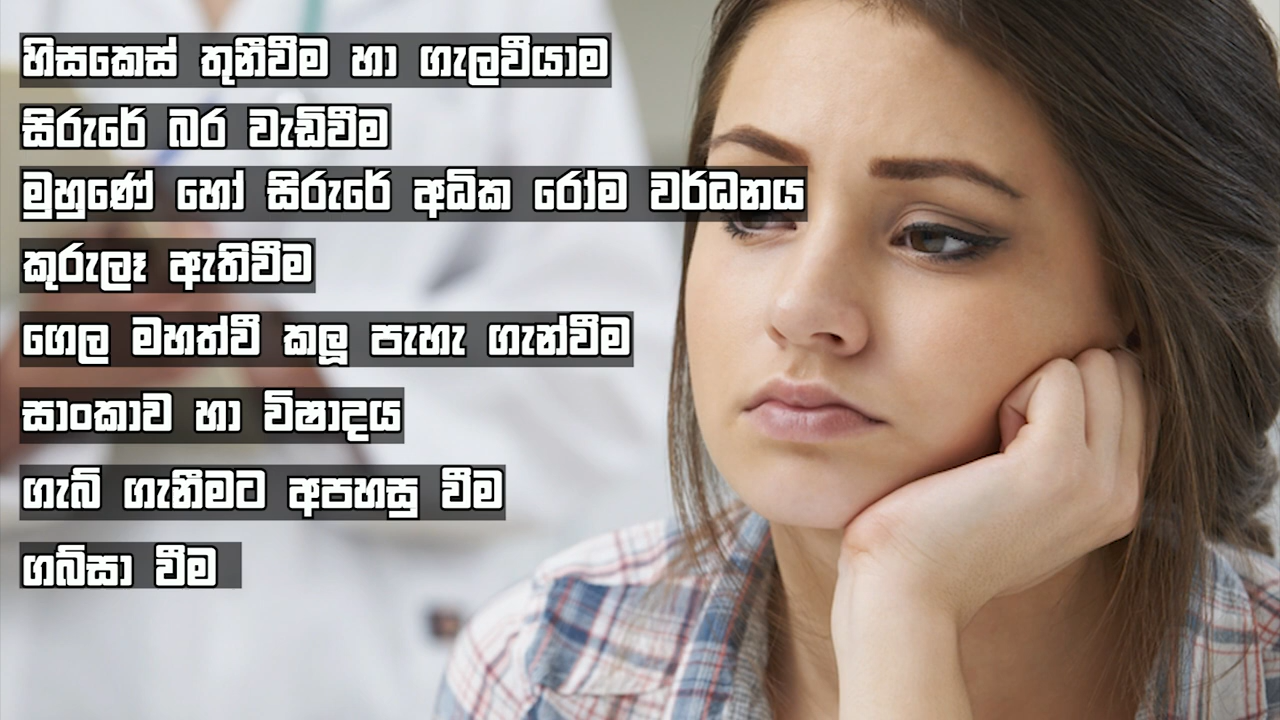 හිසකෙස් තුනීවීම හා ගැලවීයාම
සිරුරේ බර වැඩිවීම
මුහුණේ හෝ සිරුරේ අධික රෝම වර්ධනය
කුරුලෑ ඇතිවීම
ගෙල මහත්වී කලූ පැහැ ගැන්වීම
සාංකාව හා විෂාදය
ගැබ් ගැනීමට අපහසු වීම
ගබ්සා වීම